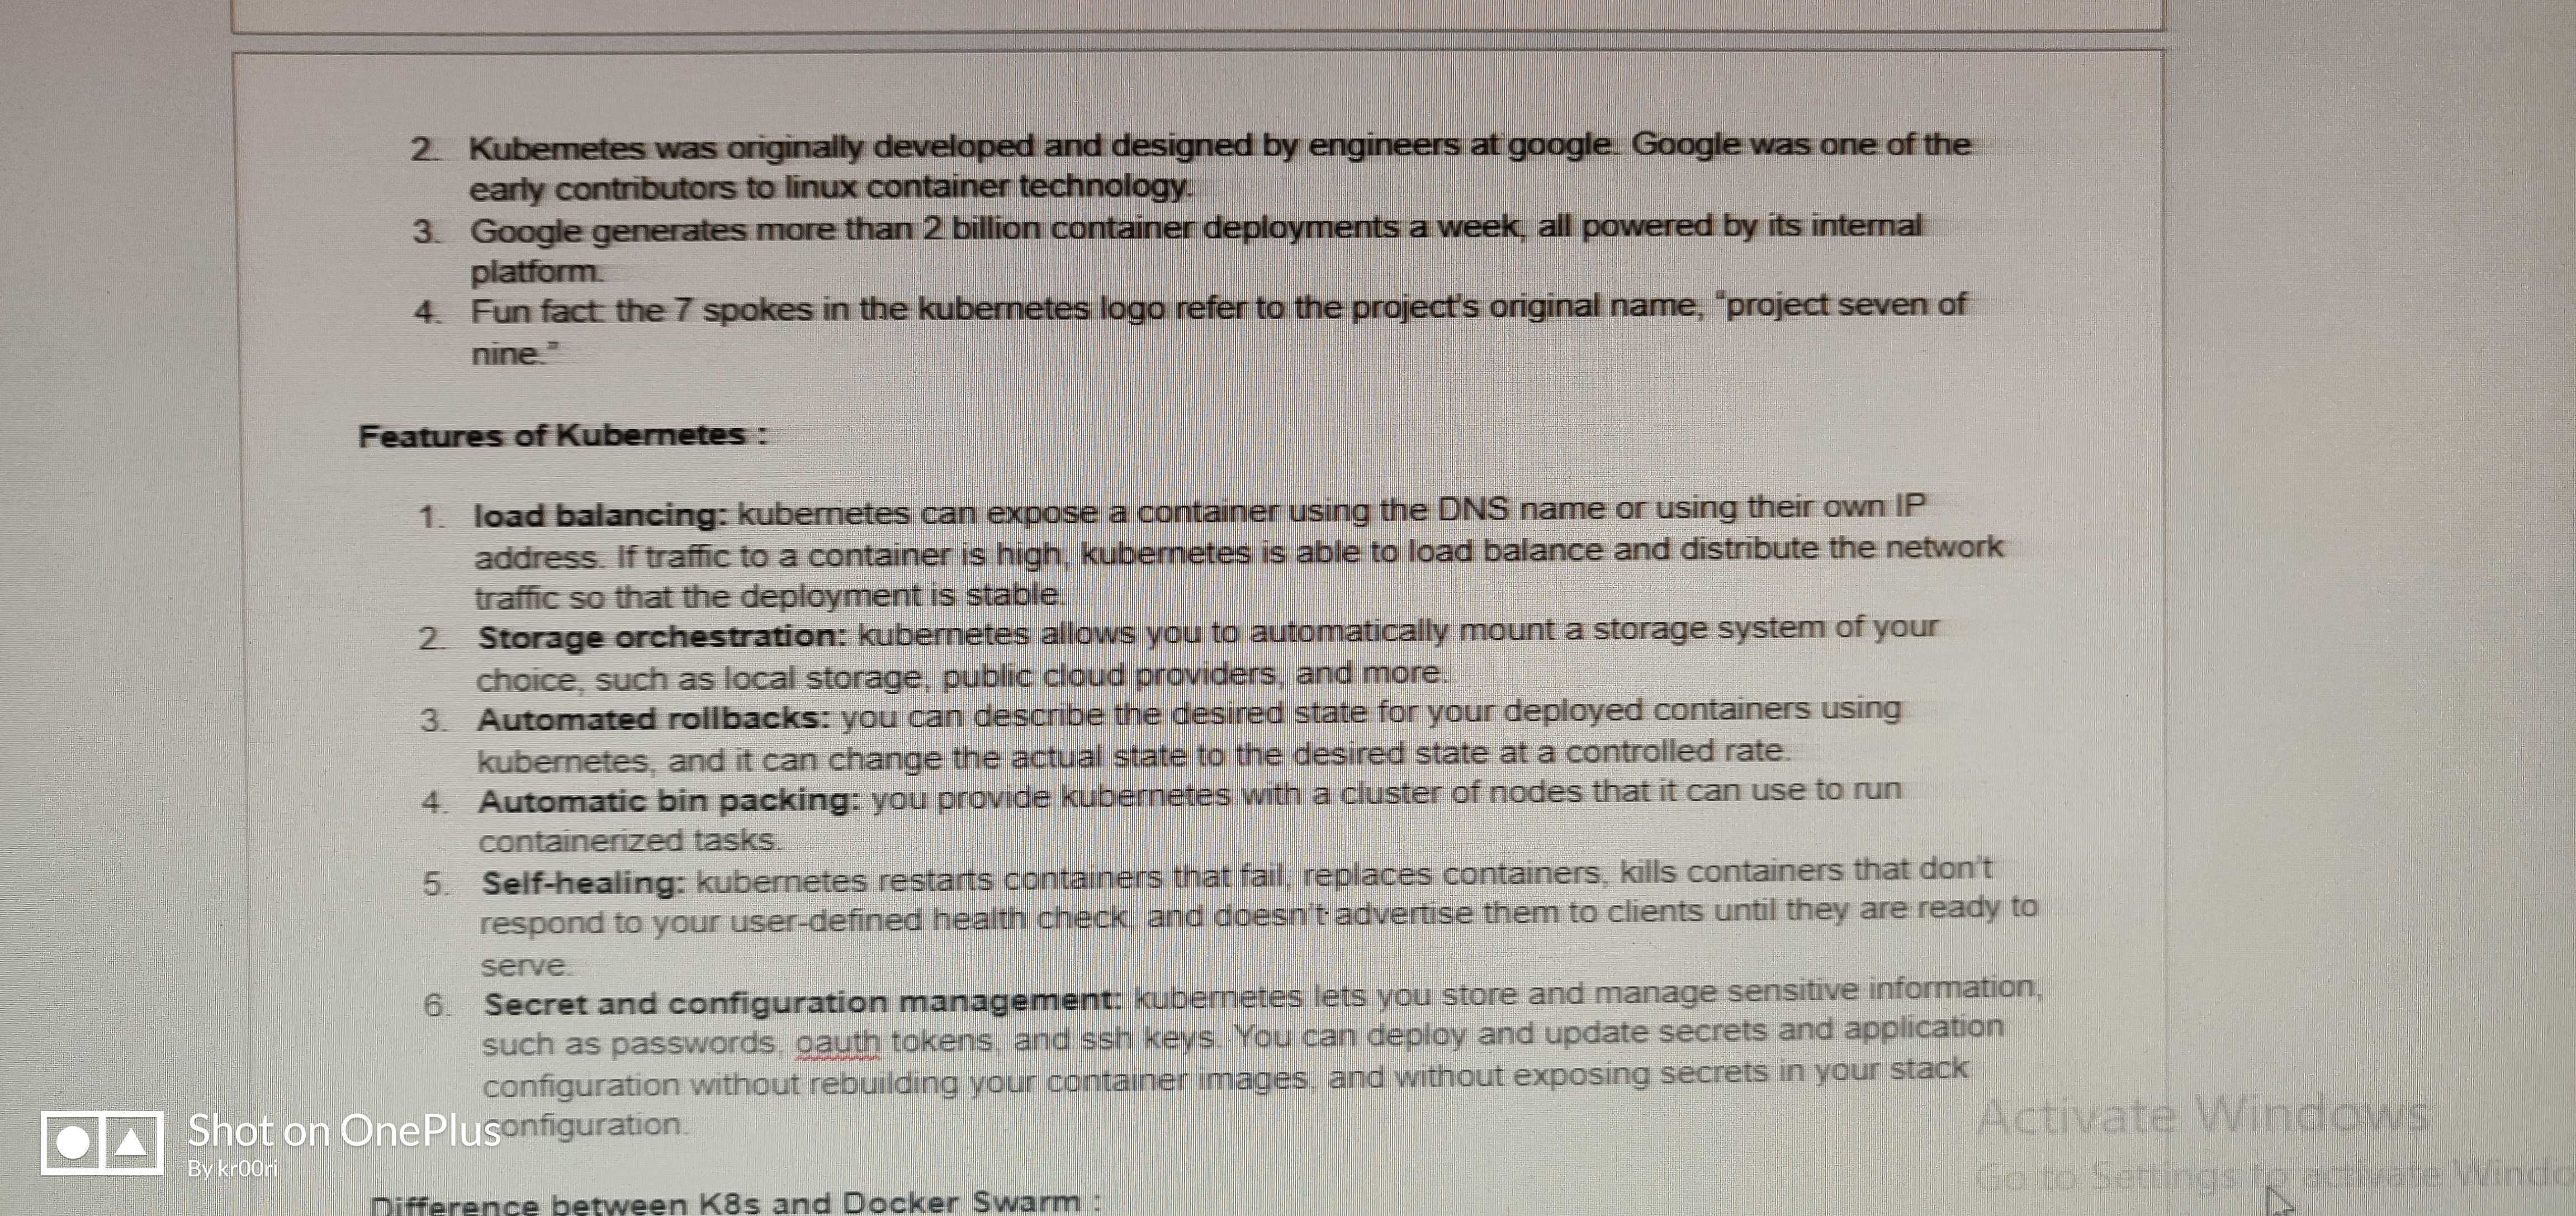 2. Kubernetes was originally developed and designed by engineers at google. Google was one of the
early contributors to linux container technology.
3. Google generates more than 2 billion container deployments a week, all powered by its internal
platform.
4. Fun fact: the 7 spokes in the kubernetes logo refer to the project's original name, "project seven of
nine."
Features of Kubernetes :
1. load balancing: kubernetes can expose a container using the DNS name or using their own IP
address. If traffic to a container is high, kubernetes is able to load balance and distribute the network
traffic so that the deployment is stable.
2. Storage orchestration: kubernetes allows you to automatically mount a storage system of your
choice, such as local storage, public cloud providers, and more.
3. Automated rollbacks: you can describe the desired state for your deployed containers using
kubernetes, and it can change the actual state to the desired state at a controlled rate.
4. Automatic bin packing: you provide kubernetes with a cluster of nodes that it can use to run
containerized tasks.
5. Self-healing: kubernetes restarts containers that fail, replaces containers, kills containers that don't
respond to your user-defined health check, and doesn't advertise them to clients until they are ready to
serve.
6. Secret and configuration management: kubernetes lets you store and manage sensitive information,
such as passwords, oauth tokens, and ssh keys. You can deploy and update secrets and application
configuration without rebuilding your container images, and without exposing secrets in your stack
configuration.
Difference between K8s and Docker Swarm :
Activate Windows
Go to Settings to activate Windo
Shot on OnePlus
By kr00ri